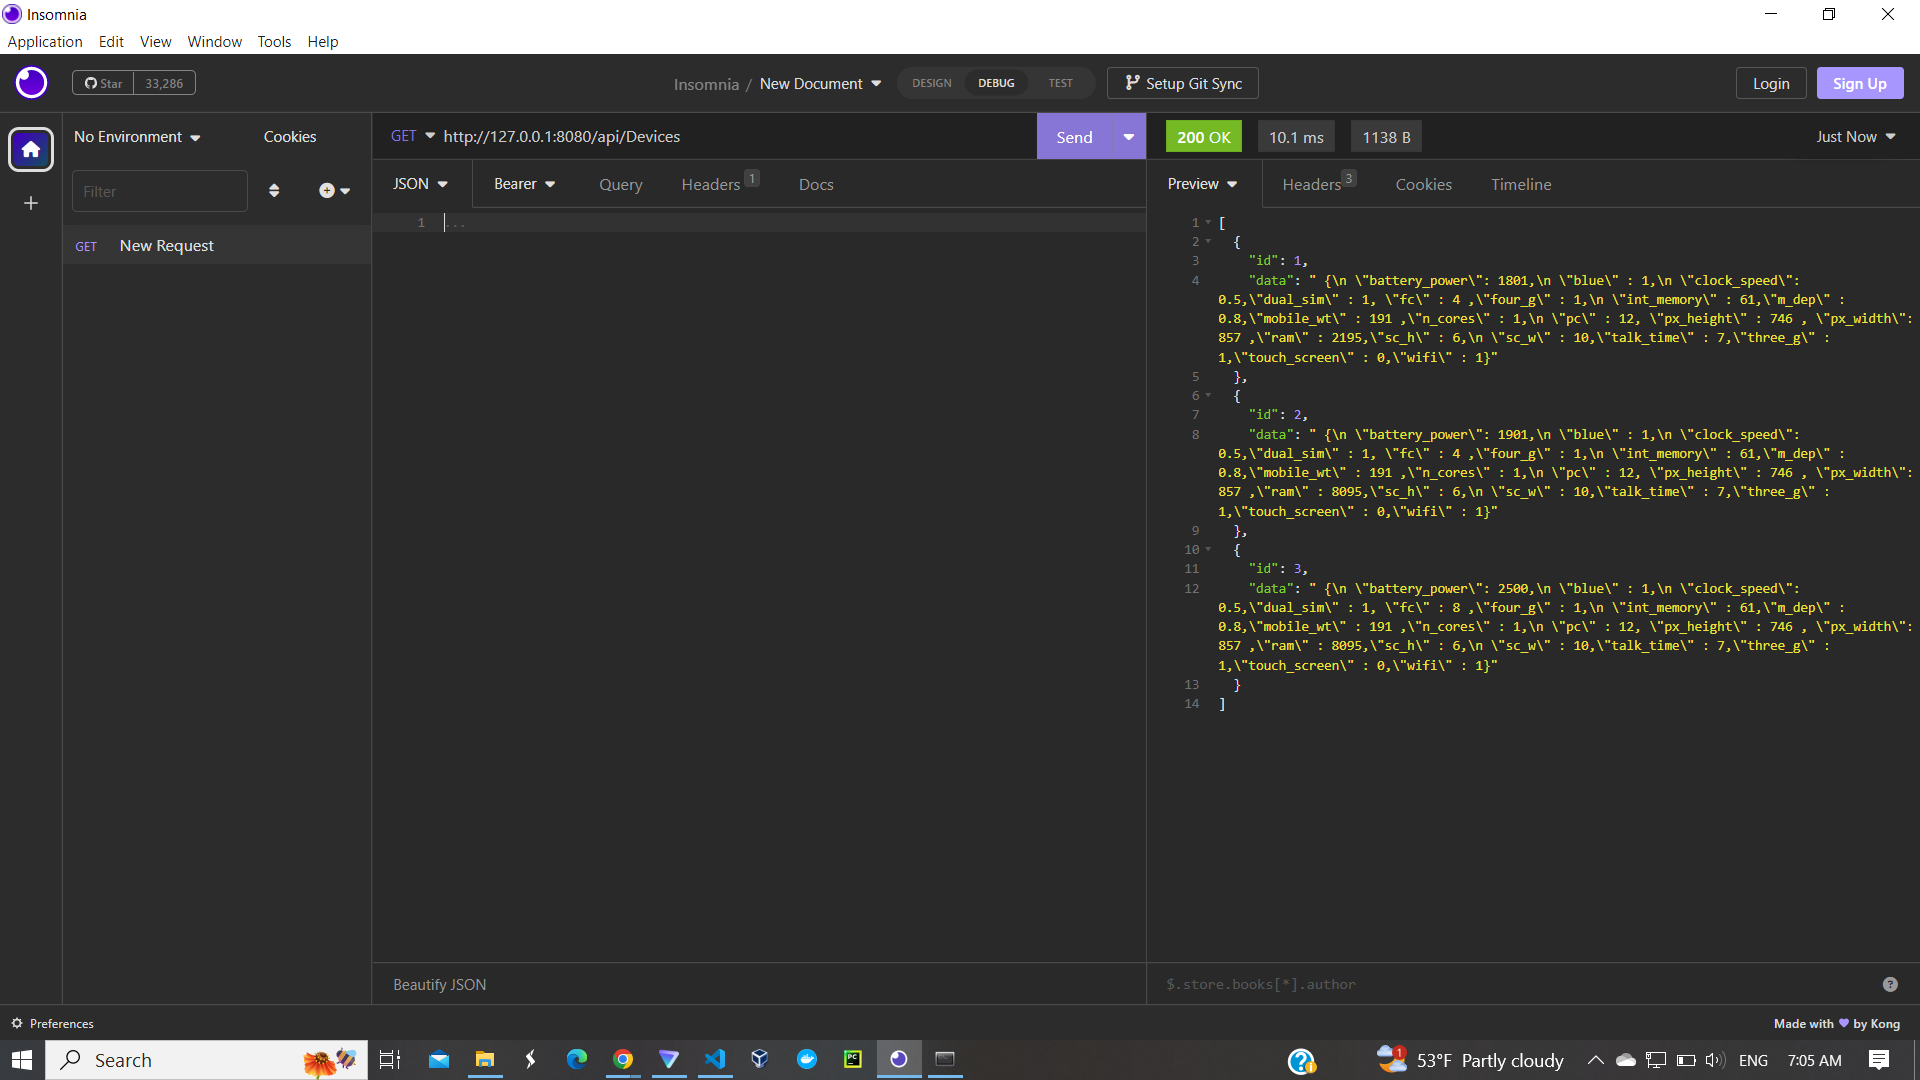 Insomnia
Application Edit View Window Tools Help
Star 33,286
Insomnia / New Document
DESIGN DEBUG TEST
Setup Git Sync
Login
Sign Up
No Environment
Cookies
GET http://127.0.0.1:8080/api/Devices
Send
200 OK
10.1 ms
1138 B
Just Now
Filter
JSON
Bearer
Query
Headers 1
Docs
Preview
Headers 3
Cookies
Timeline
GET New Request
1 ...
1 [
2 {
3 "id": 1,
4 "data": " {\n \"battery_power\": 1801,\n \"blue\" : 1,\n \"clock_speed\":
0.5,\"dual_sim\" : 1, \"fc\" : 4 ,\"four_g\" : 1,\n \"int_memory\" : 61,\"m_dep\" :
0.8,\"mobile_wt\" : 191 ,\"n_cores\" : 1,\n \"pc\" : 12, \"px_height\" : 746 , \"px_width\":
857 ,\"ram\" : 2195,\"sc_h\" : 6,\n \"sc_w\" : 10,\"talk_time\" : 7,\"three_g\" :
1,\"touch_screen\" : 0,\"wifi\" : 1}"
5 },
6 {
7 "id": 2,
8 "data": " {\n \"battery_power\": 1901,\n \"blue\" : 1,\n \"clock_speed\":
0.5,\"dual_sim\" : 1, \"fc\" : 4 ,\"four_g\" : 1,\n \"int_memory\" : 61,\"m_dep\" :
0.8,\"mobile_wt\" : 191 ,\"n_cores\" : 1,\n \"pc\" : 12, \"px_height\" : 746 , \"px_width\":
857 ,\"ram\" : 8095,\"sc_h\" : 6,\n \"sc_w\" : 10,\"talk_time\" : 7,\"three_g\" :
1,\"touch_screen\" : 0,\"wifi\" : 1}"
9 },
10 {
11 "id": 3,
12 "data": " {\n \"battery_power\": 2500,\n \"blue\" : 1,\n \"clock_speed\":
0.5,\"dual_sim\" : 1, \"fc\" : 8 ,\"four_g\" : 1,\n \"int_memory\" : 61,\"m_dep\" :
0.8,\"mobile_wt\" : 191 ,\"n_cores\" : 1,\n \"pc\" : 12, \"px_height\" : 746 , \"px_width\":
857 ,\"ram\" : 8095,\"sc_h\" : 6,\n \"sc_w\" : 10,\"talk_time\" : 7,\"three_g\" :
1,\"touch_screen\" : 0,\"wifi\" : 1}"
13 }
14 ]
Beautify JSON
$.store.books[*].author
Preferences
Made with ♥ by Kong
Search
PC
1
53°F Partly cloudy
ENG
7:05 AM